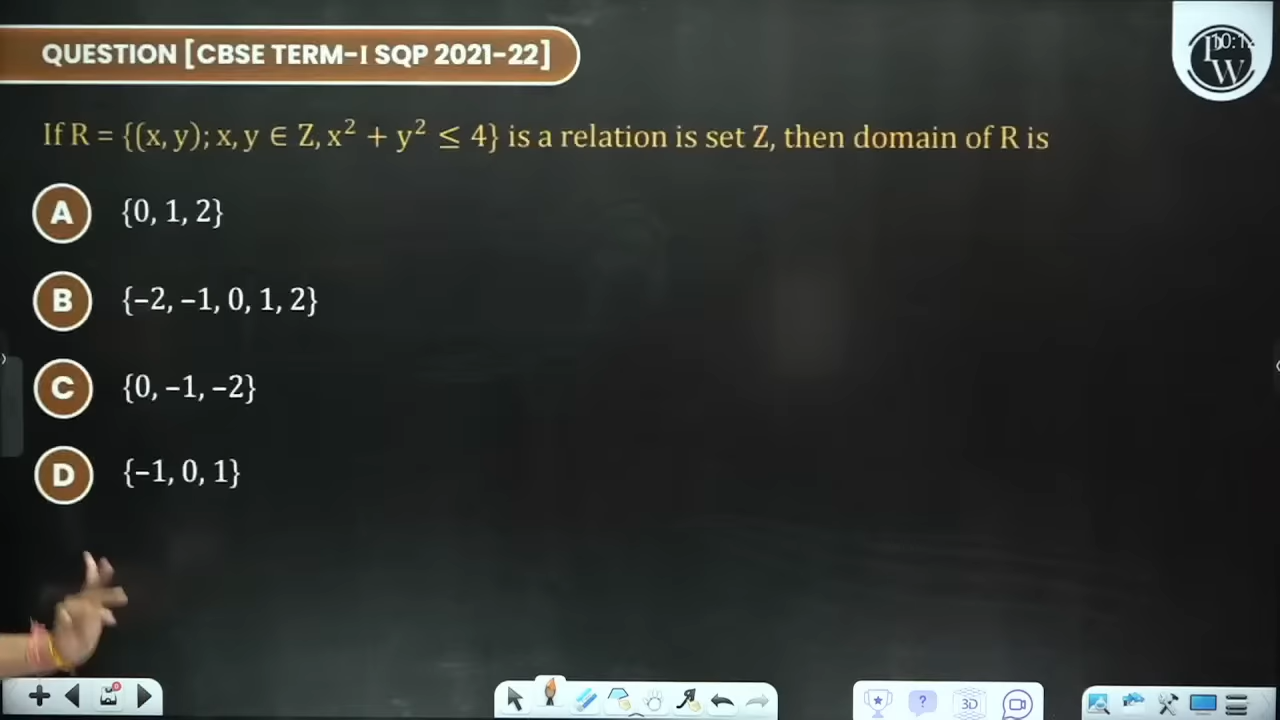 QUESTION [CBSE TERM-I SQP 2021-22]
If R = {(x, y); x, y ∈ Z, x² + y² ≤ 4} is a relation is set Z, then domain of R is
A {0, 1, 2}
B {–2, –1, 0, 1, 2}
C {0, –1, –2}
D {–1, 0, 1}
P W
3D